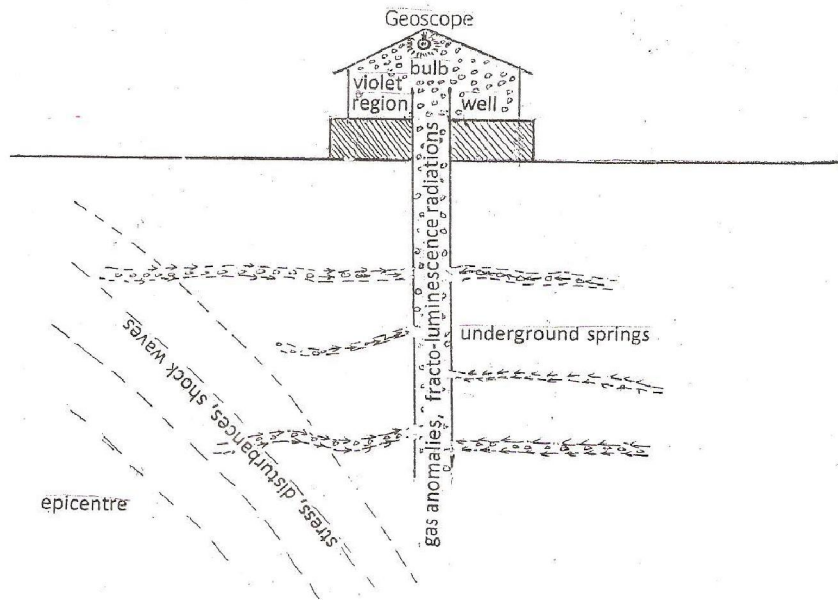 Geoscope
bulb
violet
region
well
gas anomalies, fracto-luminescence radiations
underground springs
stress, disturbances, shock waves
epicentre